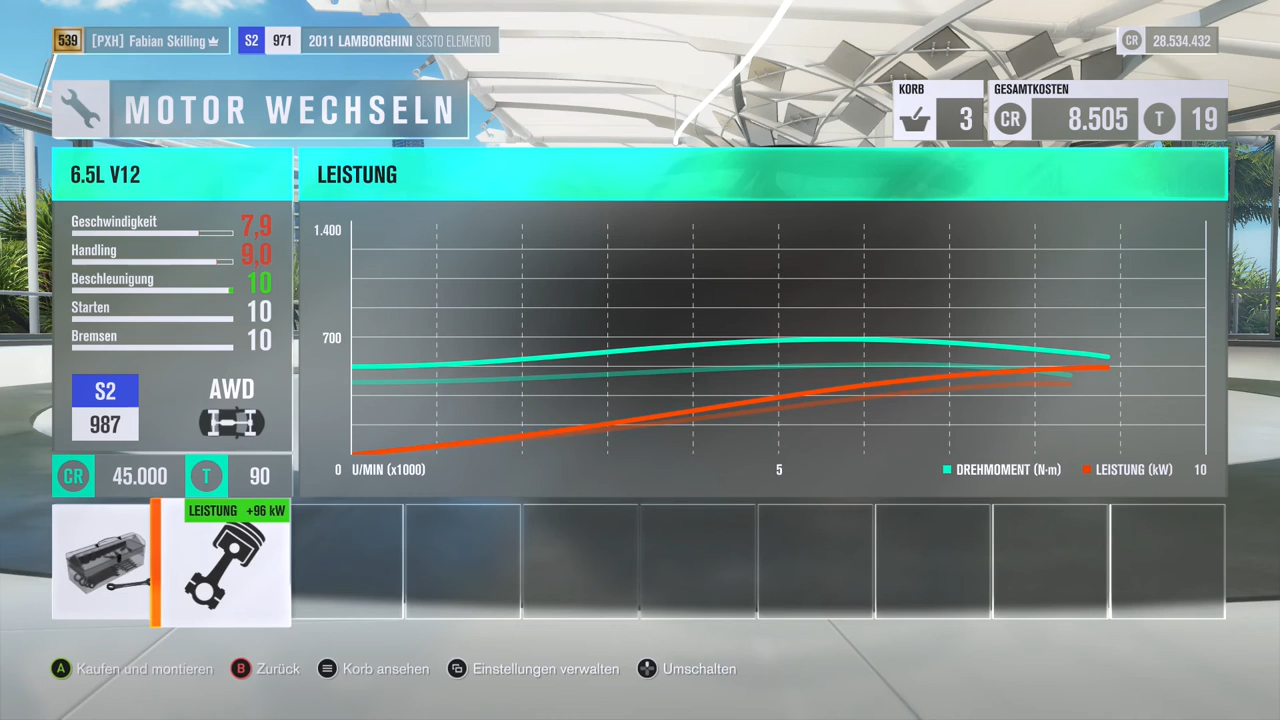 539 [PXH] Fabian Skilling S2 971 2011 LAMBORGHINI SESTO ELEMENTO CR 28.534.432
MOTOR WECHSELN
KORB 3
GESAMTKOSTEN
CR 8.505 T 19
6.5L V12
LEISTUNG
Geschwindigkeit 7,9
Handling 9,0
Beschleunigung 10
Starten 10
Bremsen 10
S2
987
AWD
CR 45.000 T 90
1.400
700
0 U/MIN (x1000) 5 DREHMOMENT (N·m) LEISTUNG (kW) 10
LEISTUNG +96 kW
A Kaufen und montieren B Zurück Korb ansehen Einstellungen verwalten Umschalten